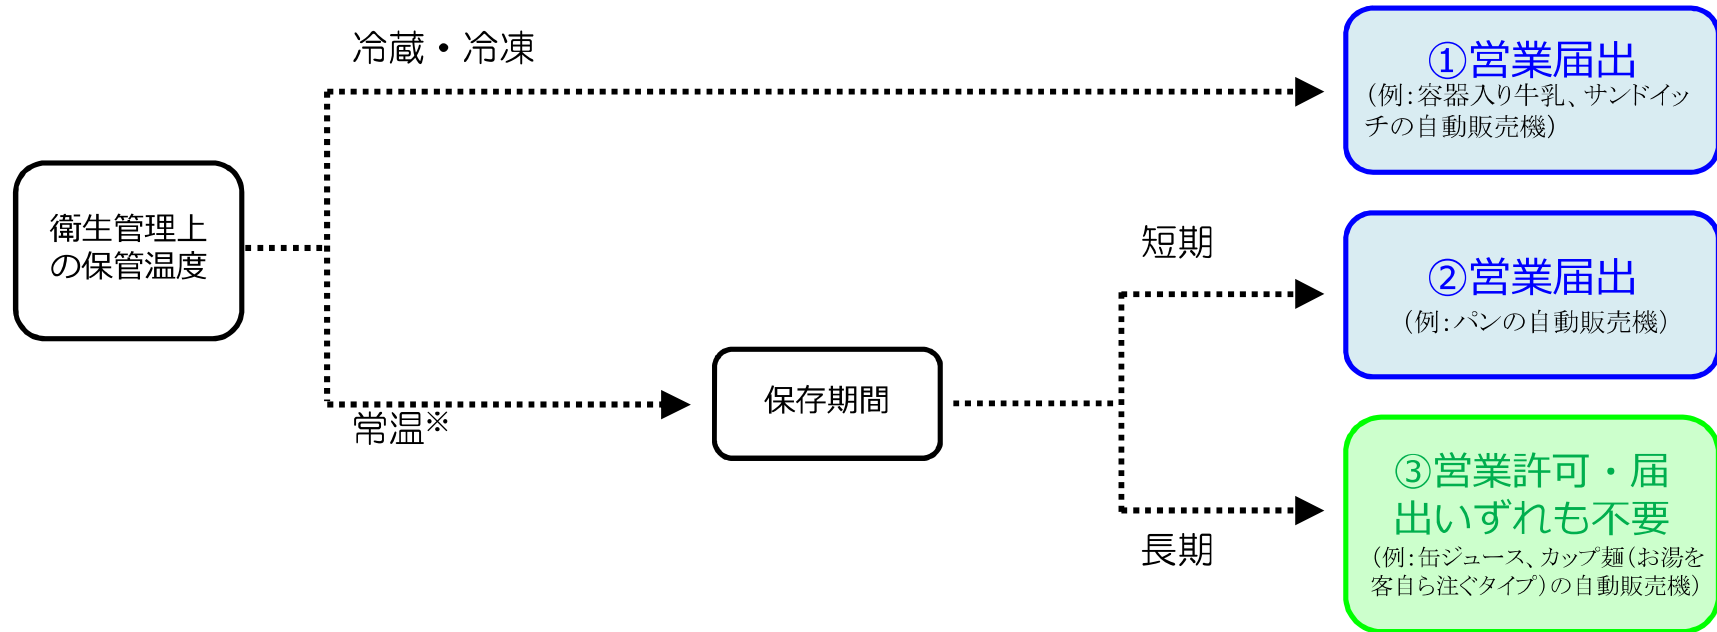 冷蔵・冷凍
①営業届出
（例：容器入り牛乳、サンドイッ
チの自動販売機）
衛生管理上
の保管温度
短期
②営業届出
（例：パンの自動販売機）
保存期間
常温※
③営業許可・届
出いずれも不要
（例：缶ジュース、カップ麺（お湯を
客自ら注ぐタイプ）の自動販売機）
長期